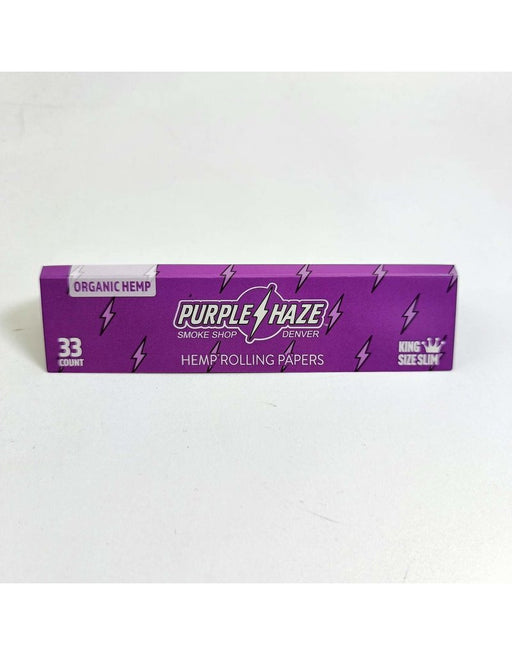 ORGANIC HEMP
PURPLE HAZE
SMOKE SHOP DENVER
33
COUNT
HEMP ROLLING PAPERS
KING
SIZE SLIM